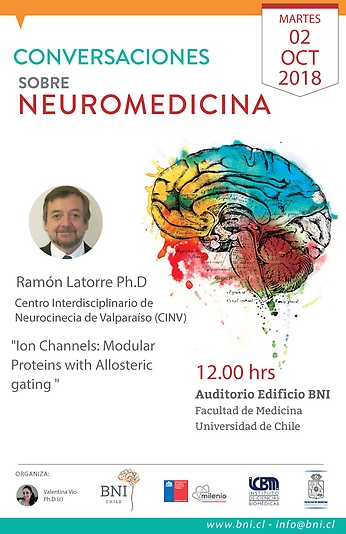 MARTES
02
OCT
2018
CONVERSACIONES
SOBRE
NEUROMEDICINA
Ramón Latorre Ph.D
Centro Interdisciplinario de
Neurocinecia de Valparaíso (CINV)
"Ion Channels: Modular
Proteins with Allosteric
gating "
12.00 hrs
Auditorio Edificio BNI
Facultad de Medicina
Universidad de Chile
ORGANIZA:
Valentina Vio
Ph.D (c)
BNI
CHILE
milenio
ICBM
INSTITUTO
DE CIENCIAS
BIOMEDICAS
www.bni.cl - info@bni.cl